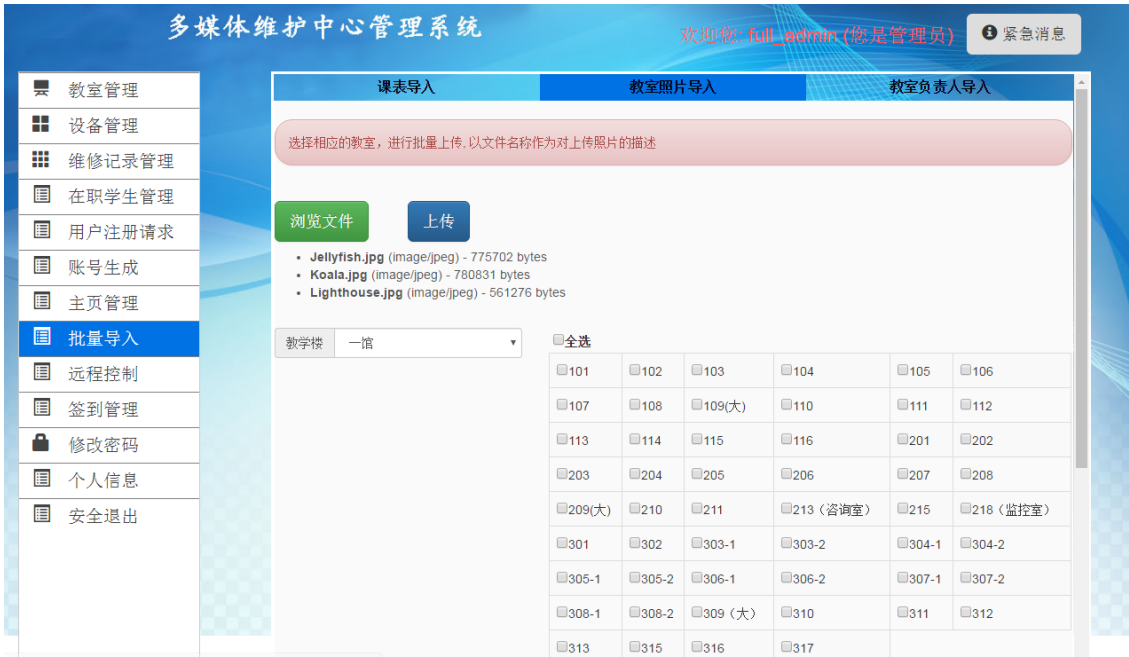 多媒体维护中心管理系统
欢迎您: full_admin (您是管理员)
紧急消息
教室管理
设备管理
维修记录管理
在职学生管理
用户注册请求
账号生成
主页管理
批量导入
远程控制
签到管理
修改密码
个人信息
安全退出
课表导入 教室照片导入 教室负责人导入
选择相应的教室，进行批量上传,以文件名称作为对上传照片的描述
浏览文件 上传
Jellyfish.jpg (image/jpeg) - 775702 bytes
Koala.jpg (image/jpeg) - 780831 bytes
Lighthouse.jpg (image/jpeg) - 561276 bytes
教学楼 一馆
全选
101 102 103 104 105 106
107 108 109(大) 110 111 112
113 114 115 116 201 202
203 204 205 206 207 208
209(大) 210 211 213（咨询室） 215 218（监控室）
301 302 303-1 303-2 304-1 304-2
305-1 305-2 306-1 306-2 307-1 307-2
308-1 308-2 309（大） 310 311 312
313 315 316 317